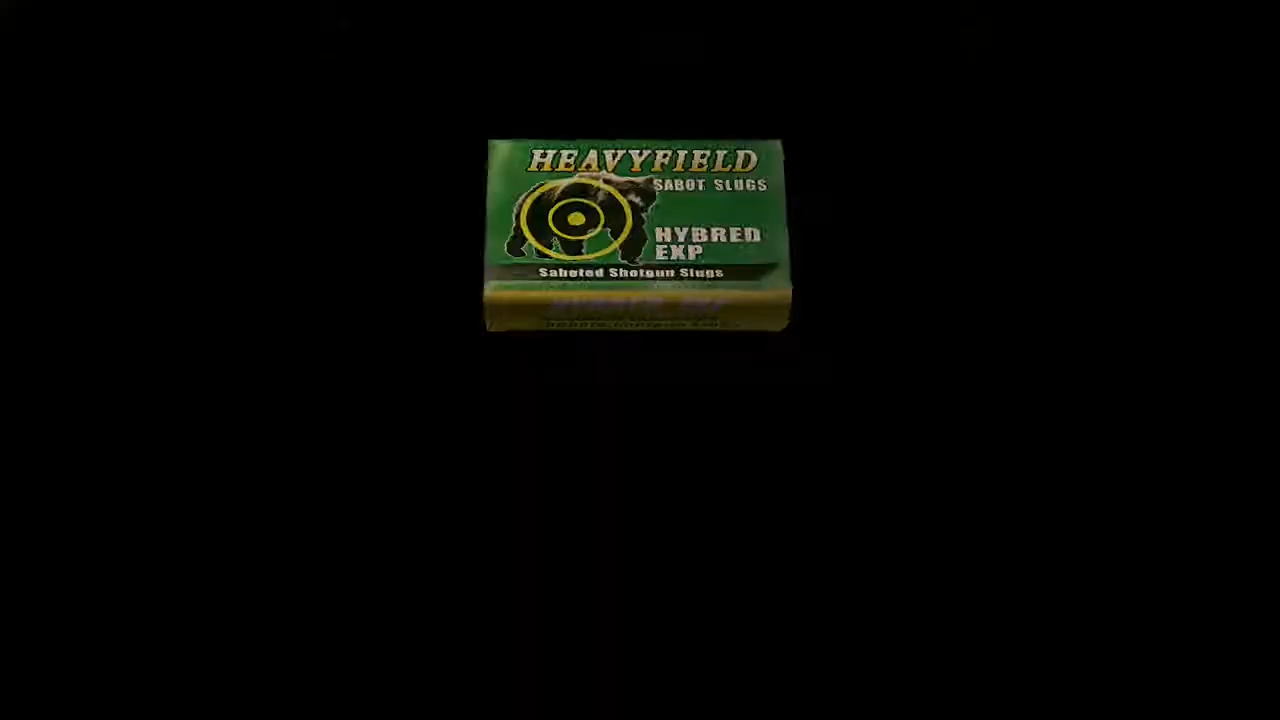 HEAVYFIELD
SABOT SLUGS
HYBRED
EXP
Saboted Shotgun Slugs